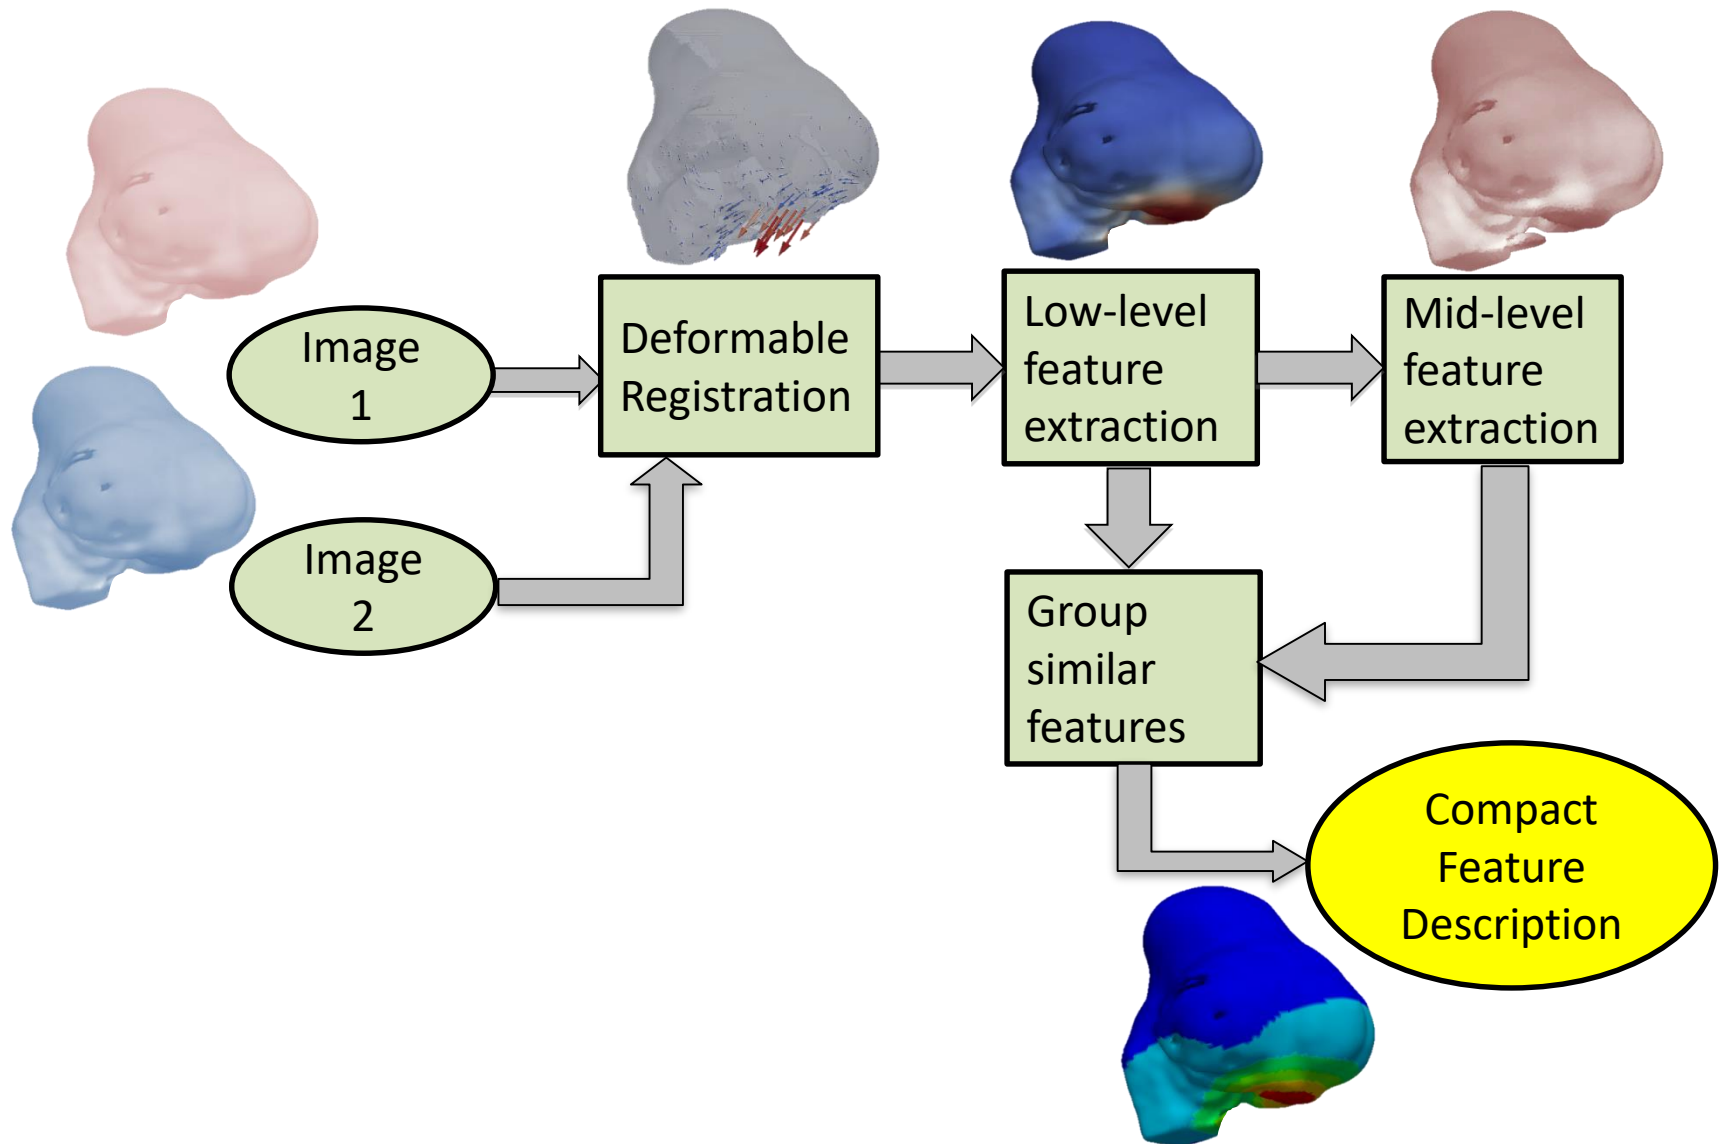 Image
1
Deformable
Registration
Low-level
feature
extraction
Mid-level
feature
extraction
Image
2
Group
similar
features
Compact
Feature
Description